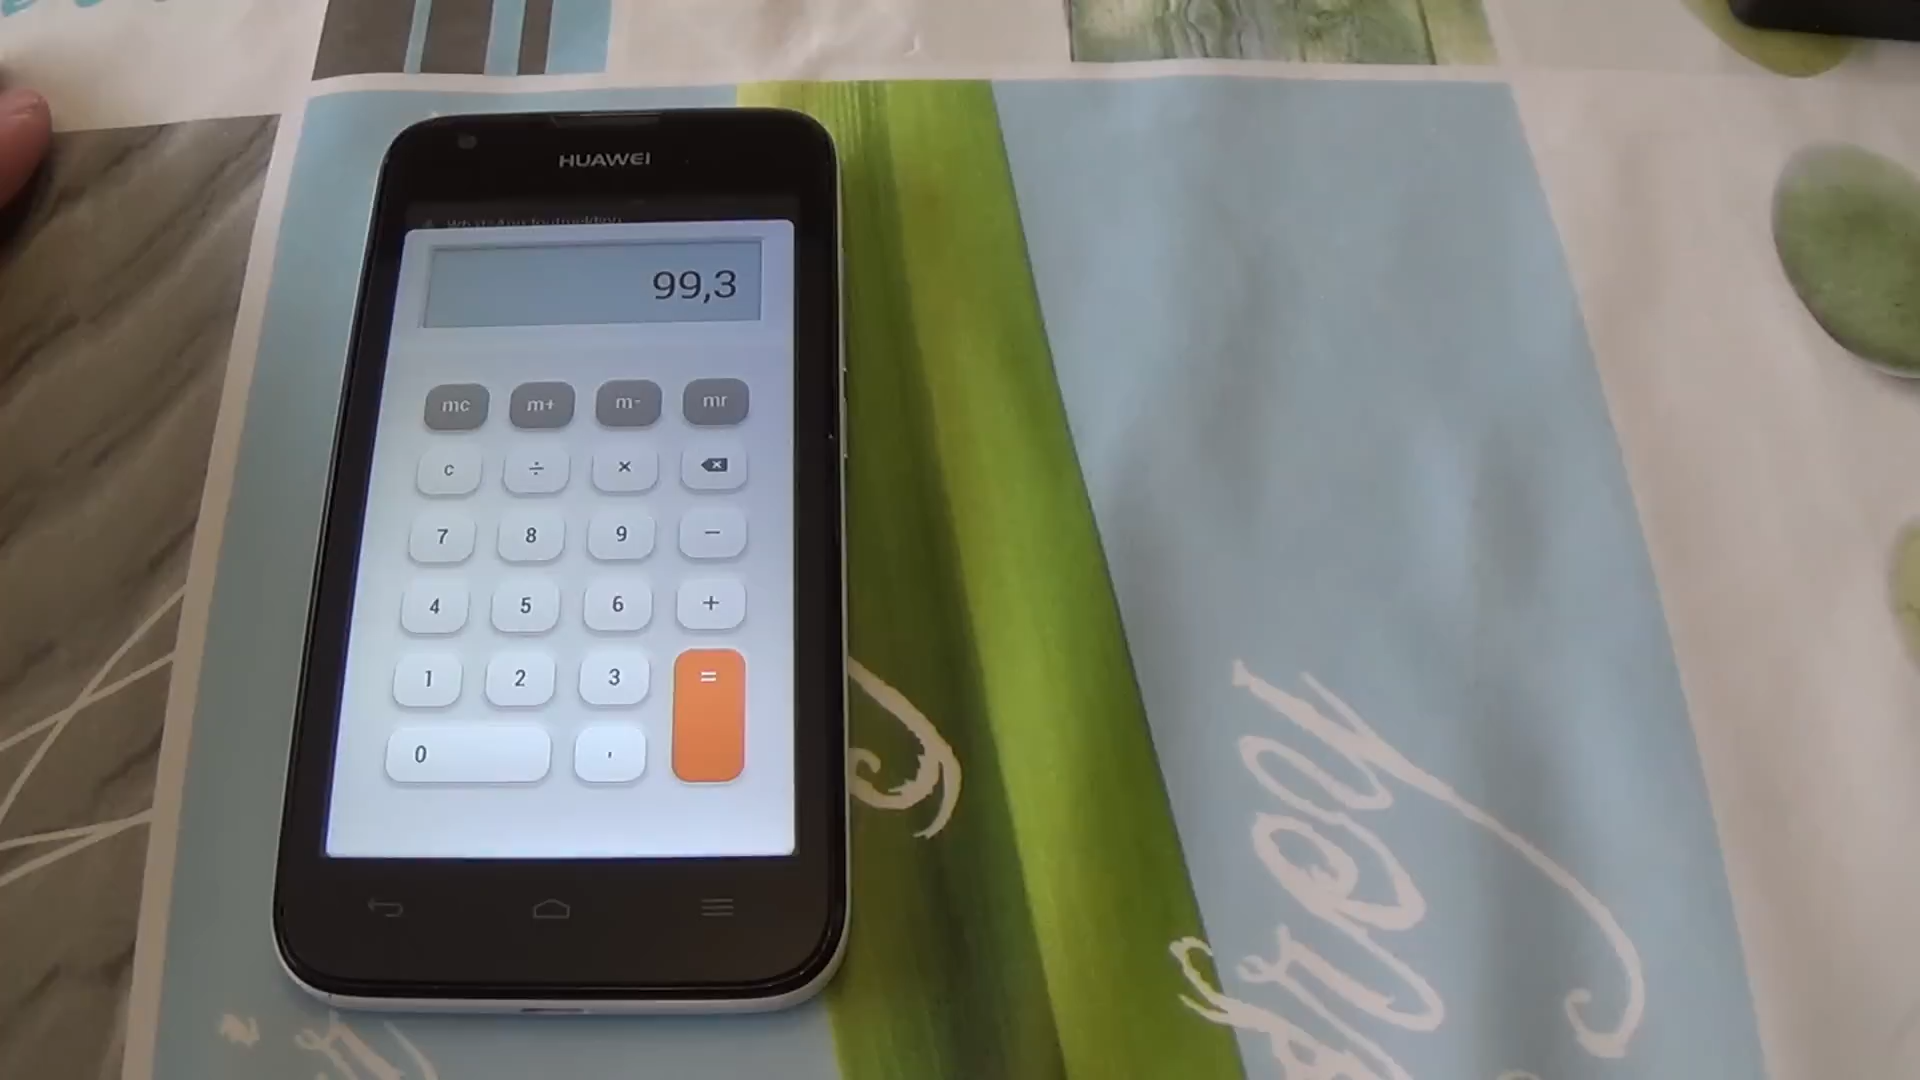 HUAWEI
99,3
mc m+ m- mr
c ÷ ×
7 8 9 −
4 5 6 +
1 2 3 =
0 ,